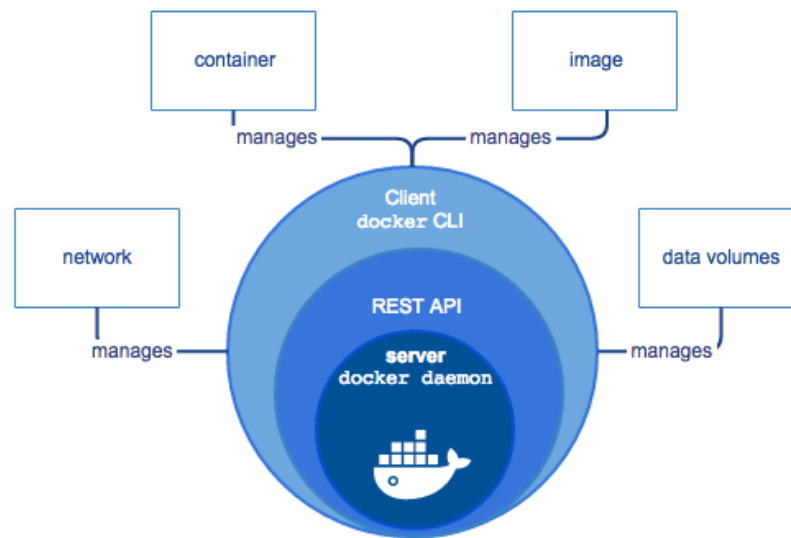 container
image
manages
manages
Client
docker CLI
network
data volumes
REST API
manages
manages
server
docker daemon